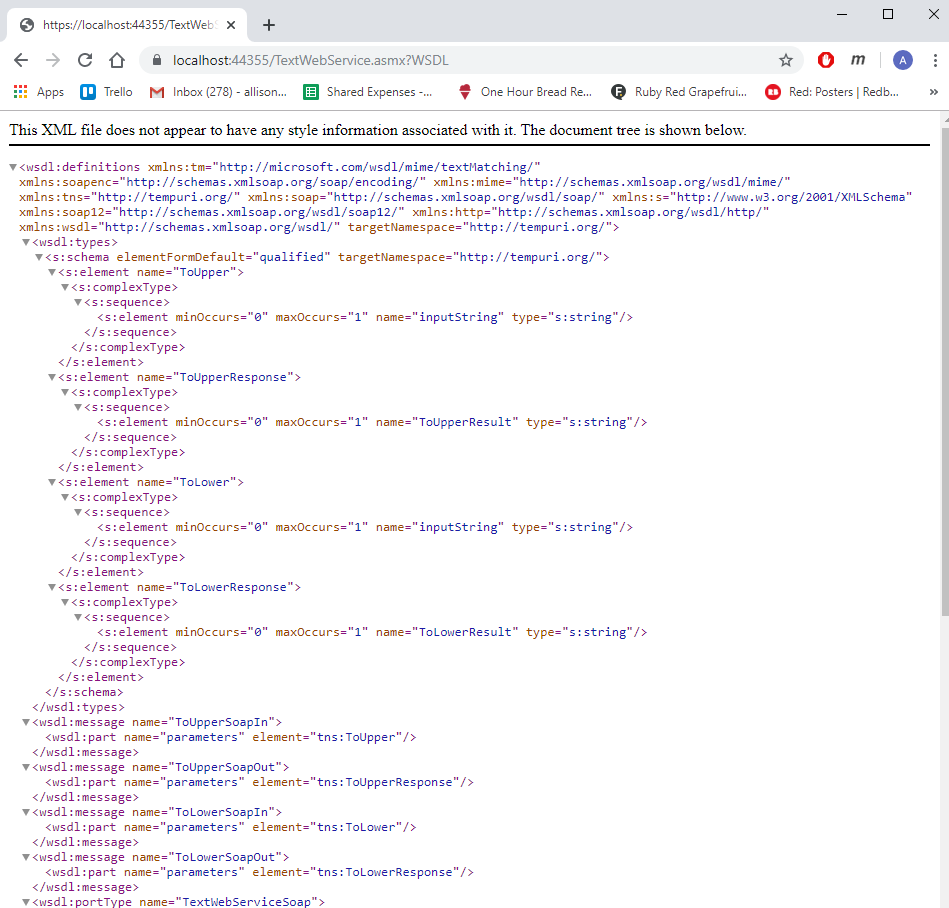 https://localhost:44355/TextWebS
localhost:44355/TextWebService.asmx?WSDL
m
A
Apps Trello Inbox (278) - allison... Shared Expenses -... One Hour Bread Re... Ruby Red Grapefrui... Red: Posters | Redb... »
This XML file does not appear to have any style information associated with it. The document tree is shown below.
▼<wsdl:definitions xmlns:tm="http://microsoft.com/wsdl/mime/textMatching/"
xmlns:soapenc="http://schemas.xmlsoap.org/soap/encoding/" xmlns:mime="http://schemas.xmlsoap.org/wsdl/mime/"
xmlns:tns="http://tempuri.org/" xmlns:soap="http://schemas.xmlsoap.org/wsdl/soap/" xmlns:s="http://www.w3.org/2001/XMLSchema"
xmlns:soap12="http://schemas.xmlsoap.org/wsdl/soap12/" xmlns:http="http://schemas.xmlsoap.org/wsdl/http/"
xmlns:wsdl="http://schemas.xmlsoap.org/wsdl/" targetNamespace="http://tempuri.org/">
▼<wsdl:types>
▼<s:schema elementFormDefault="qualified" targetNamespace="http://tempuri.org/">
▼<s:element name="ToUpper">
▼<s:complexType>
▼<s:sequence>
<s:element minOccurs="0" maxOccurs="1" name="inputString" type="s:string"/>
</s:sequence>
</s:complexType>
</s:element>
▼<s:element name="ToUpperResponse">
▼<s:complexType>
▼<s:sequence>
<s:element minOccurs="0" maxOccurs="1" name="ToUpperResult" type="s:string"/>
</s:sequence>
</s:complexType>
</s:element>
▼<s:element name="ToLower">
▼<s:complexType>
▼<s:sequence>
<s:element minOccurs="0" maxOccurs="1" name="inputString" type="s:string"/>
</s:sequence>
</s:complexType>
</s:element>
▼<s:element name="ToLowerResponse">
▼<s:complexType>
▼<s:sequence>
<s:element minOccurs="0" maxOccurs="1" name="ToLowerResult" type="s:string"/>
</s:sequence>
</s:complexType>
</s:element>
</s:schema>
</wsdl:types>
▼<wsdl:message name="ToUpperSoapIn">
<wsdl:part name="parameters" element="tns:ToUpper"/>
</wsdl:message>
▼<wsdl:message name="ToUpperSoapOut">
<wsdl:part name="parameters" element="tns:ToUpperResponse"/>
</wsdl:message>
▼<wsdl:message name="ToLowerSoapIn">
<wsdl:part name="parameters" element="tns:ToLower"/>
</wsdl:message>
▼<wsdl:message name="ToLowerSoapOut">
<wsdl:part name="parameters" element="tns:ToLowerResponse"/>
</wsdl:message>
▼<wsdl:portType name="TextWebServiceSoap">